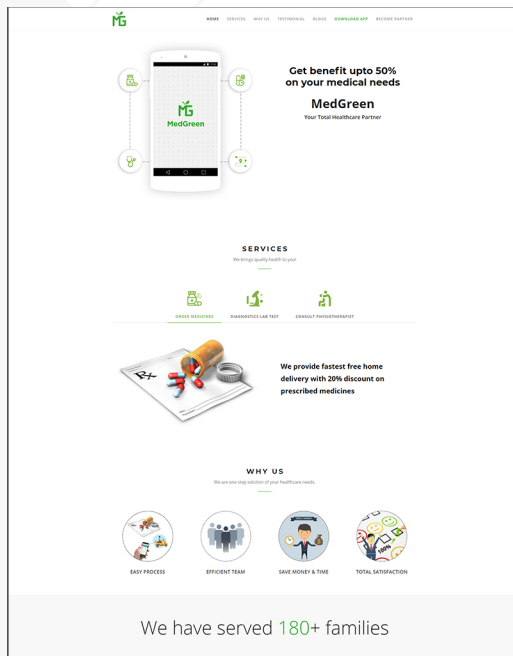 MG
HOME SERVICES WHY US TESTIMONIAL BLOGS DOWNLOAD APP BECOME PARTNER
Get benefit upto 50%
on your medical needs
MedGreen
Your Total Healthcare Partner
MG
MedGreen
SERVICES
We brings quality health to you!
ORDER MEDICINES DIAGNOSTICS LAB TEST CONSULT PHYSIOTHERAPIST
Rx
We provide fastest free home
delivery with 20% discount on
prescribed medicines
WHY US
We are one step solution of your healthcare needs.
100%
EASY PROCESS EFFICIENT TEAM SAVE MONEY & TIME TOTAL SATISFACTION
We have served 180+ families